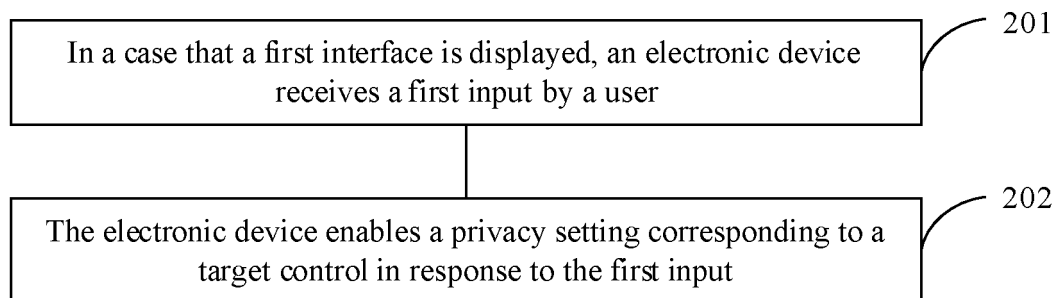 201
In a case that a first interface is displayed, an electronic device
receives a first input by a user
202
The electronic device enables a privacy setting corresponding to a
target control in response to the first input